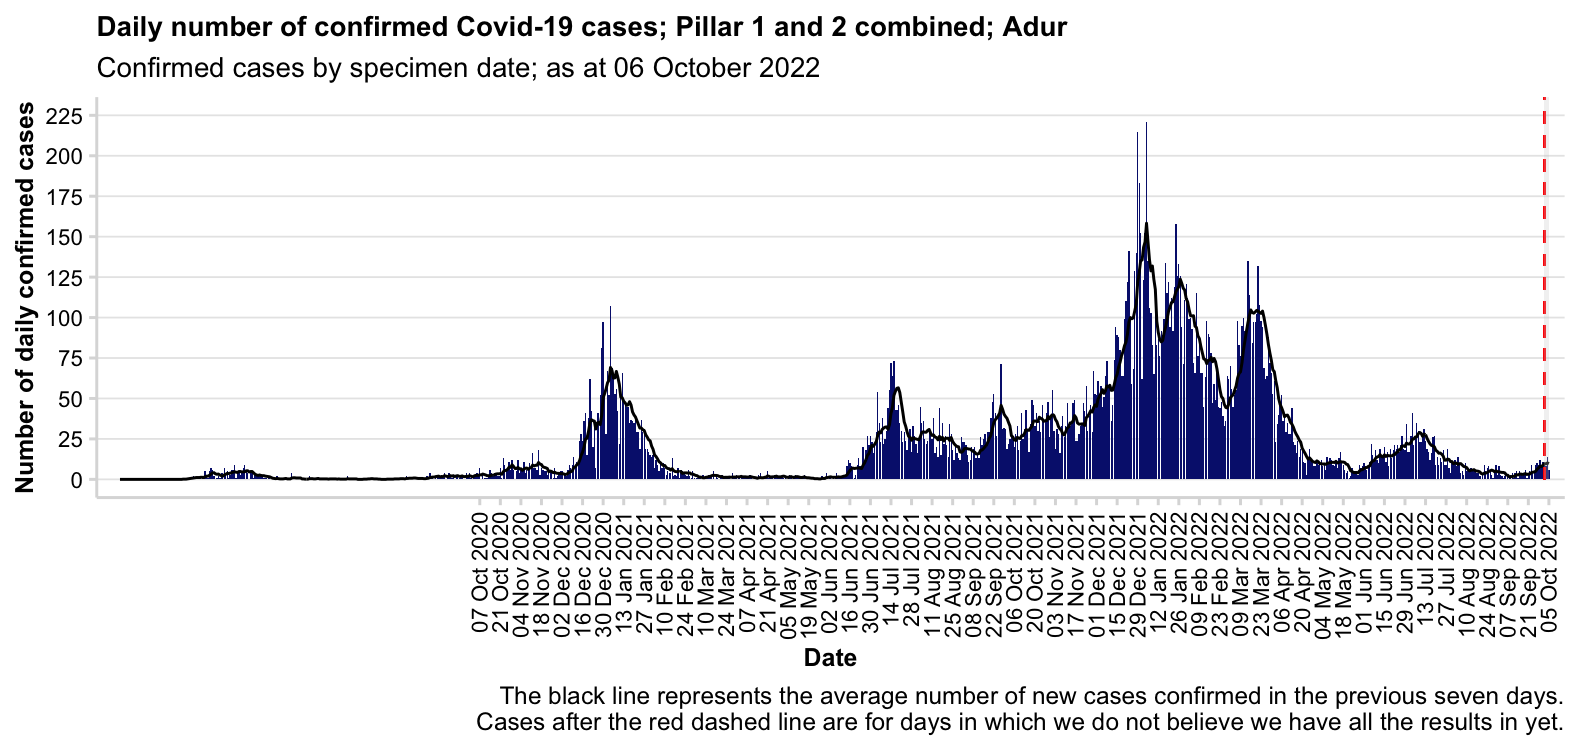 Daily number of confirmed Covid-19 cases; Pillar 1 and 2 combined; Adur
Confirmed cases by specimen date; as at 06 October 2022
Number of daily confirmed cases
225
200
175
150
125
100
75
50
25
0
07 Oct 2020
21 Oct 2020
04 Nov 2020
18 Nov 2020
02 Dec 2020
16 Dec 2020
30 Dec 2020
13 Jan 2021
27 Jan 2021
10 Feb 2021
24 Feb 2021
10 Mar 2021
24 Mar 2021
07 Apr 2021
21 Apr 2021
05 May 2021
19 May 2021
02 Jun 2021
16 Jun 2021
30 Jun 2021
14 Jul 2021
28 Jul 2021
11 Aug 2021
25 Aug 2021
08 Sep 2021
22 Sep 2021
06 Oct 2021
20 Oct 2021
03 Nov 2021
17 Nov 2021
01 Dec 2021
15 Dec 2021
29 Dec 2021
12 Jan 2022
26 Jan 2022
09 Feb 2022
23 Feb 2022
09 Mar 2022
23 Mar 2022
06 Apr 2022
20 Apr 2022
04 May 2022
18 May 2022
01 Jun 2022
15 Jun 2022
29 Jun 2022
13 Jul 2022
27 Jul 2022
10 Aug 2022
24 Aug 2022
07 Sep 2022
21 Sep 2022
05 Oct 2022
Date
The black line represents the average number of new cases confirmed in the previous seven days.
Cases after the red dashed line are for days in which we do not believe we have all the results in yet.